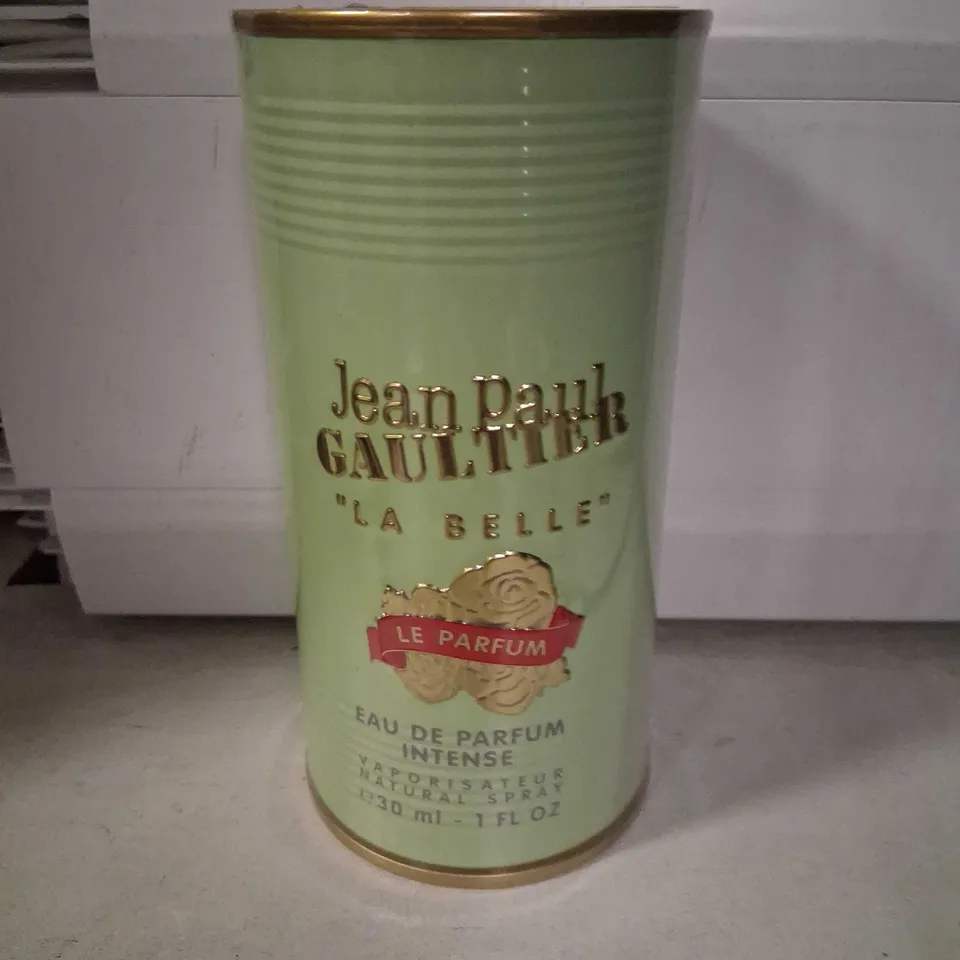 Jean Paul
GAULTIER
"LA BELLE"
LE PARFUM
EAU DE PARFUM
INTENSE
VAPORISATEUR
NATURAL SPRAY
℮30 ml - 1 FL OZ